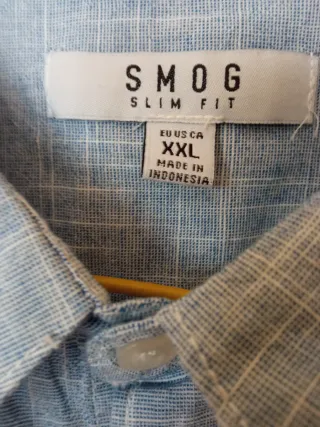 SMOG
SLIM FIT
EU US CA
XXL
MADE IN
INDONESIA